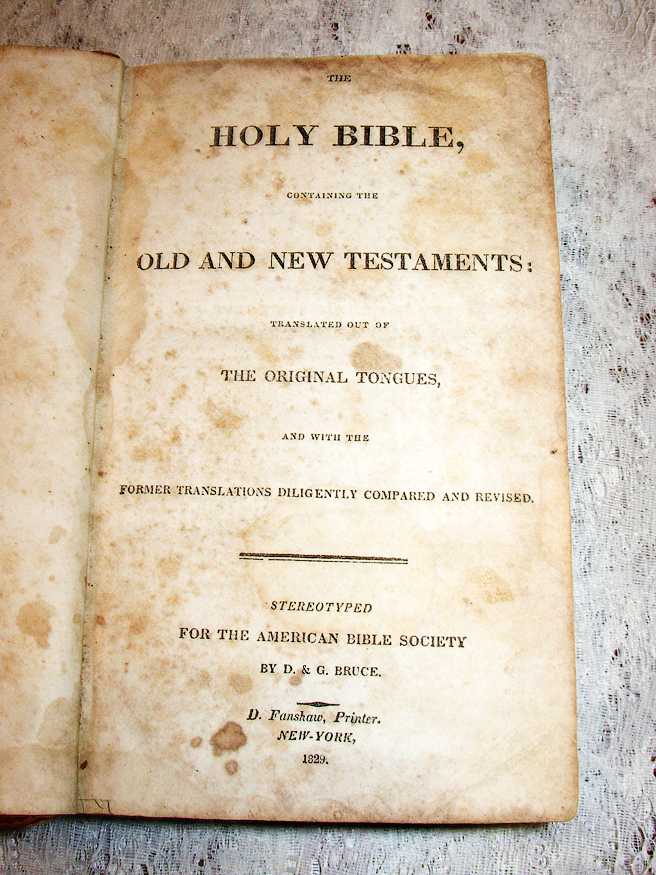 THE
HOLY BIBLE,
CONTAINING THE
OLD AND NEW TESTAMENTS:
TRANSLATED OUT OF
THE ORIGINAL TONGUES,
AND WITH THE
FORMER TRANSLATIONS DILIGENTLY COMPARED AND REVISED.
STEREOTYPED
FOR THE AMERICAN BIBLE SOCIETY
BY D. & G. BRUCE.
D. Fanshaw, Printer.
NEW-YORK,
1829.